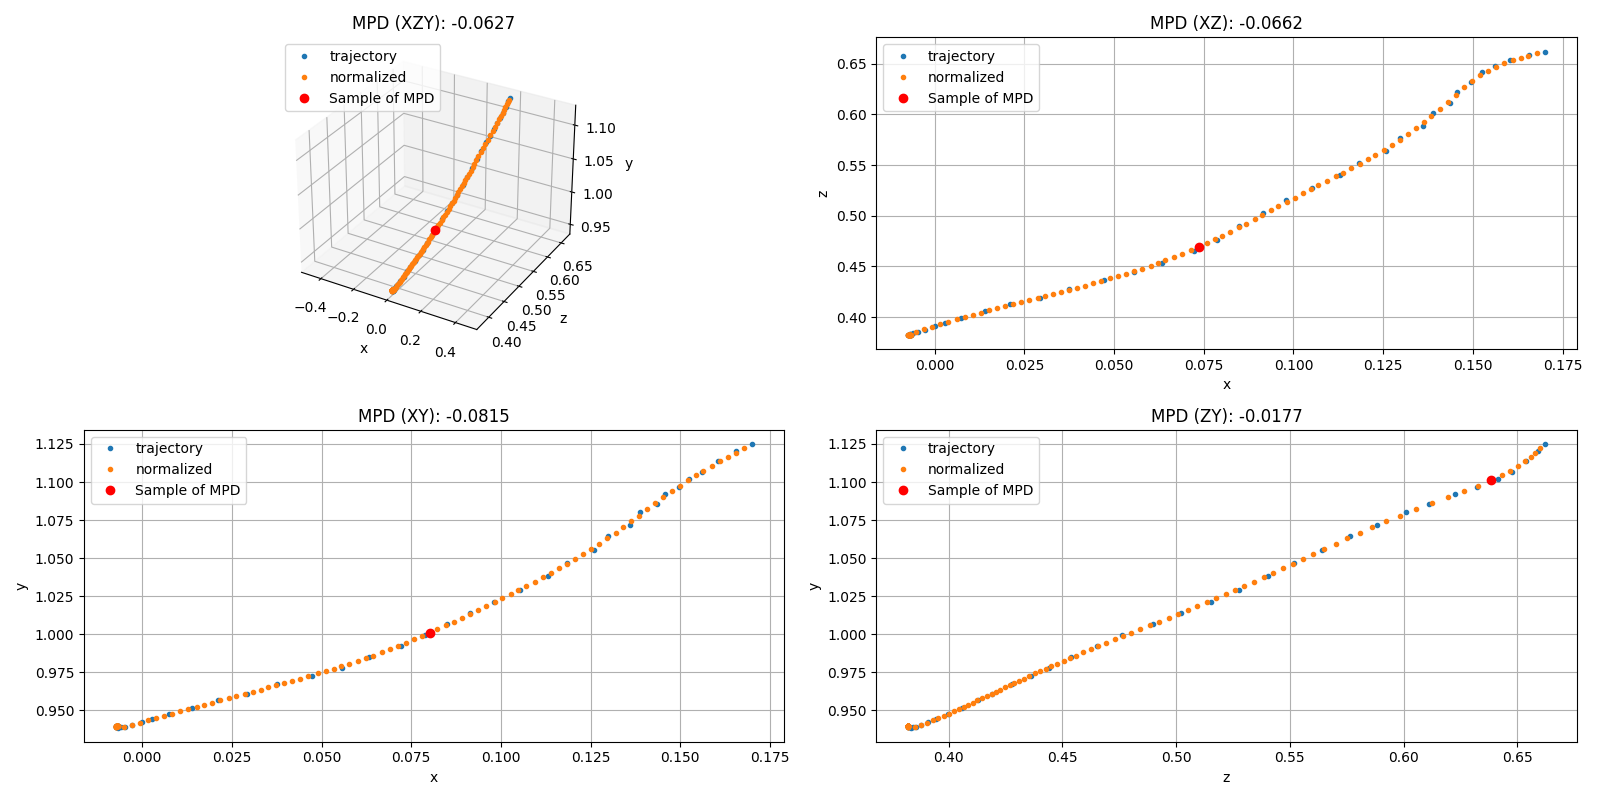 MPD (XZY): -0.0627
trajectory
normalized
Sample of MPD
1.10
1.05
1.00
0.95
y
0.65
0.60
0.55
0.50
0.45
0.40
z
−0.4
−0.2
0.0
0.2
0.4
x
MPD (XZ): -0.0662
trajectory
normalized
Sample of MPD
0.65
0.60
0.55
0.50
0.45
0.40
z
0.000 0.025 0.050 0.075 0.100 0.125 0.150 0.175
x
MPD (XY): -0.0815
trajectory
normalized
Sample of MPD
1.125
1.100
1.075
1.050
1.025
1.000
0.975
0.950
y
0.000 0.025 0.050 0.075 0.100 0.125 0.150 0.175
x
MPD (ZY): -0.0177
trajectory
normalized
Sample of MPD
1.125
1.100
1.075
1.050
1.025
1.000
0.975
0.950
y
0.40 0.45 0.50 0.55 0.60 0.65
z